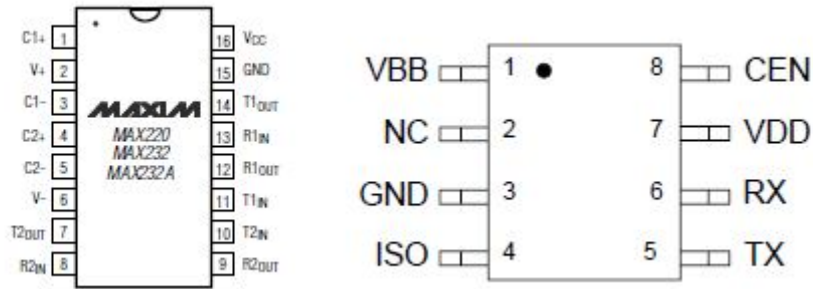 C1+ 1 16 VCC
V+ 2 15 GND
C1- 3 14 T1OUT
MAXIM
C2+ 4 MAX220 13 R1IN
MAX232
C2- 5 MAX232A 12 R1OUT
V- 6 11 T1IN
T2OUT 7 10 T2IN
R2IN 8 9 R2OUT
VBB 1 8 CEN
NC 2 7 VDD
GND 3 6 RX
ISO 4 5 TX